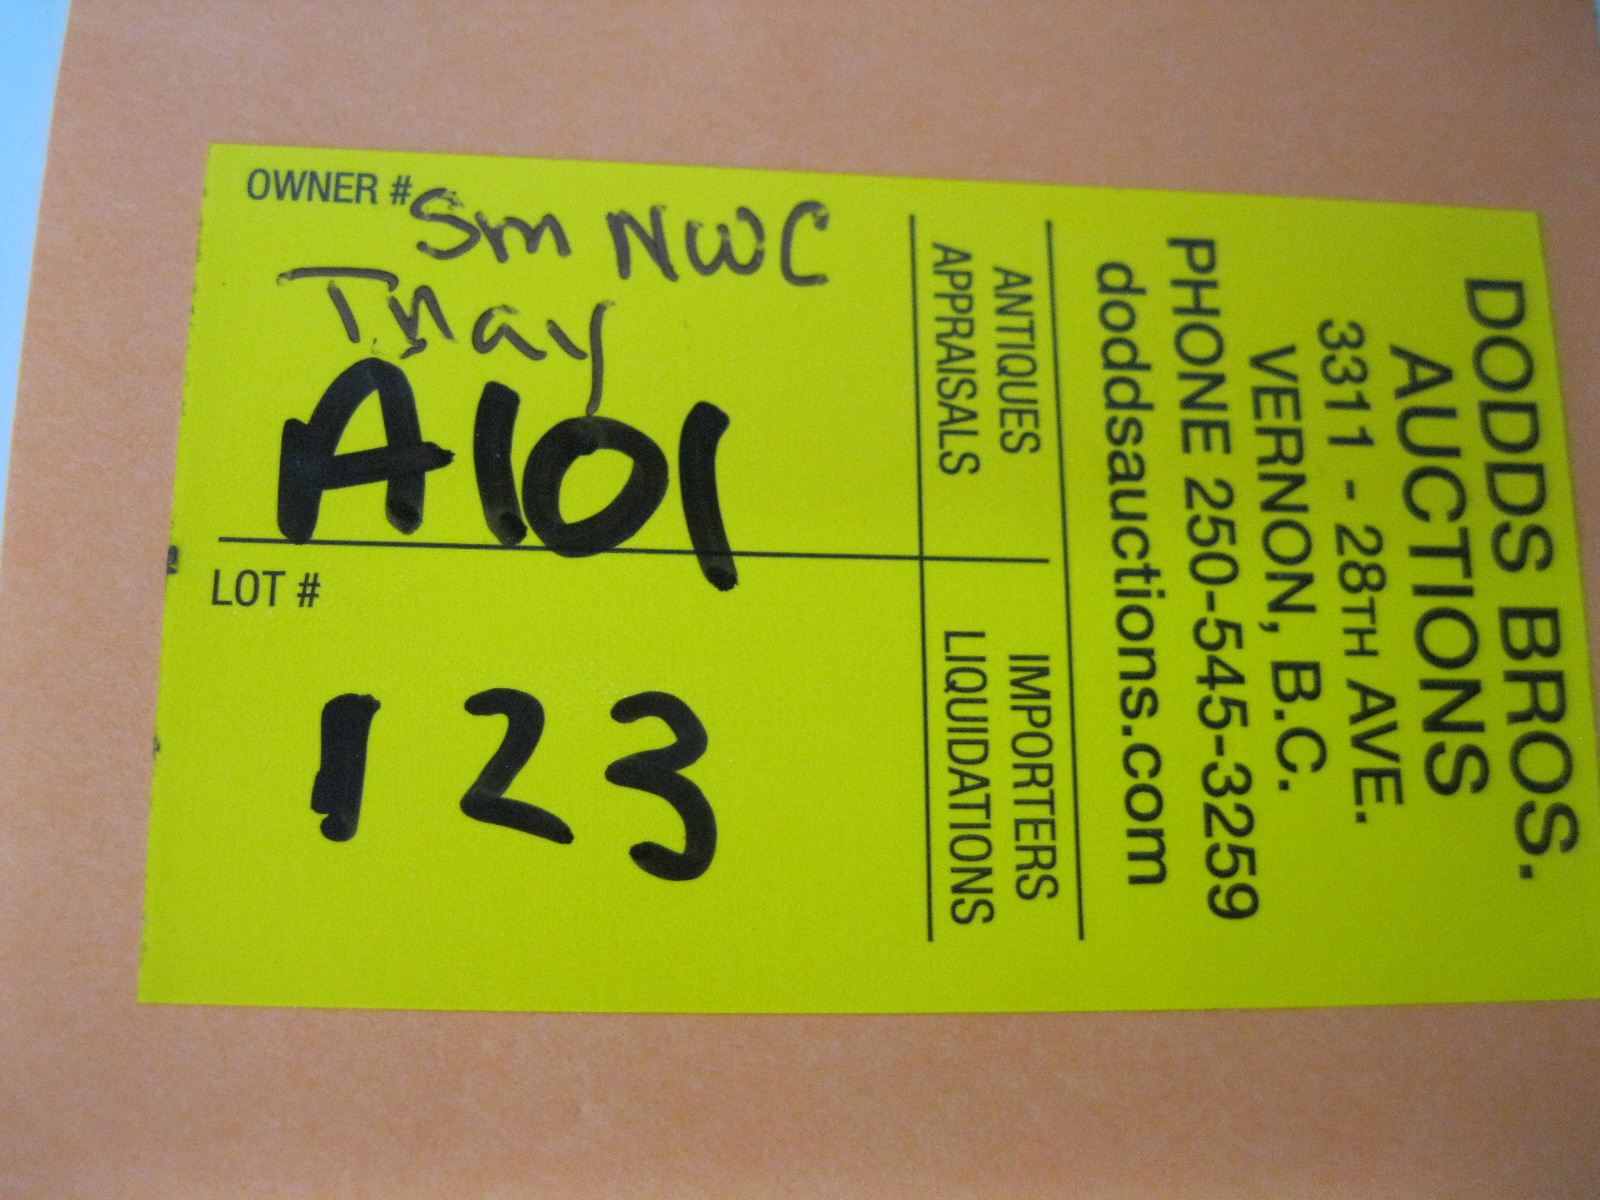 OWNER # Sm NWC
Tray
A101
LOT #
123
ANTIQUES
APPRAISALS
IMPORTERS
LIQUIDATIONS
DODDS BROS.
AUCTIONS
3311 - 28TH AVE.
VERNON, B.C.
PHONE 250-545-3259
doddsauctions.com